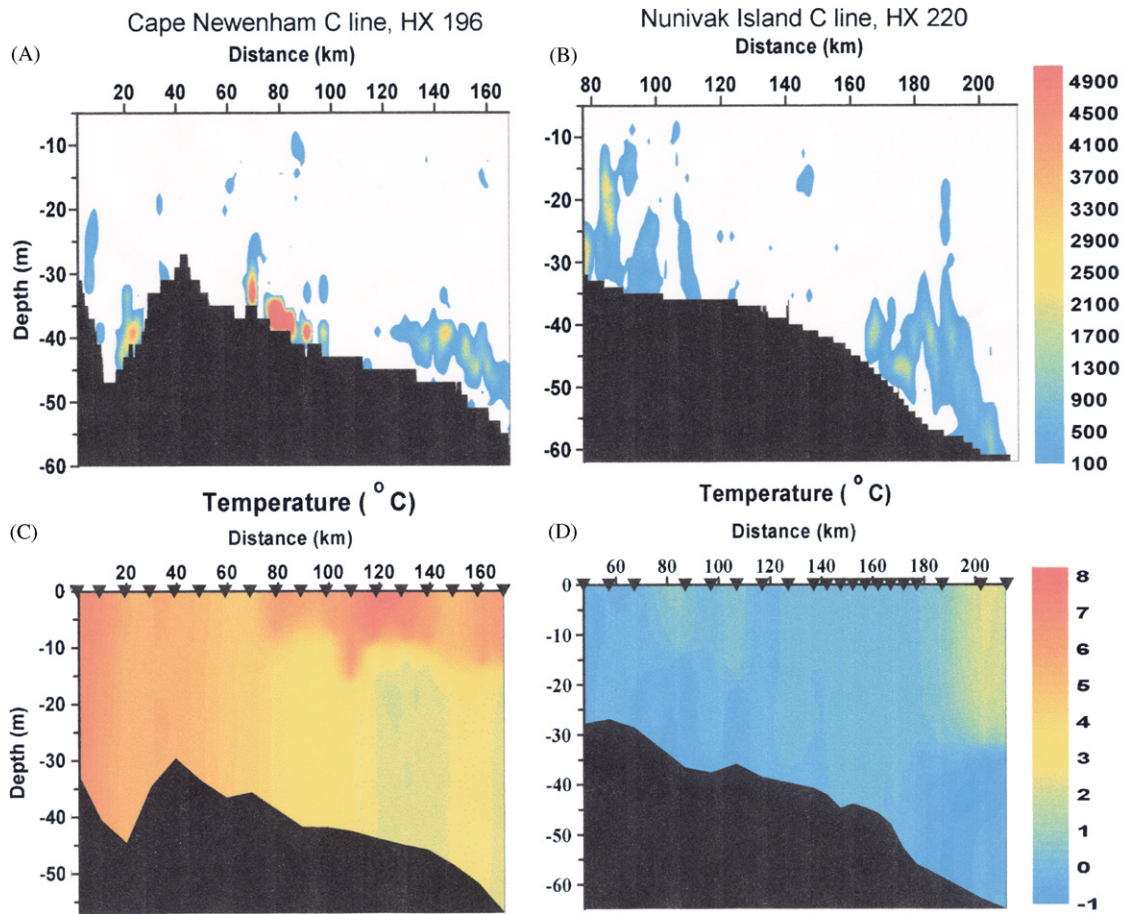 Cape Newenham C line, HX 196
Nunivak Island C line, HX 220
(A)
Distance (km)
(B)
Distance (km)
20 40 60 80 100 120 140 160
80 100 120 140 160 180 200
Depth (m)
-10
-20
-30
-40
-50
-60
-10
-20
-30
-40
-50
-60
4900
4500
4100
3700
3300
2900
2500
2100
1700
1300
900
500
100
Temperature ( °C)
Temperature ( °C)
(C)
Distance (km)
(D)
Distance (km)
20 40 60 80 100 120 140 160
60 80 100 120 140 160 180 200
Depth (m)
0
-10
-20
-30
-40
-50
0
-10
-20
-30
-40
-50
-60
8
7
6
5
4
3
2
1
0
-1